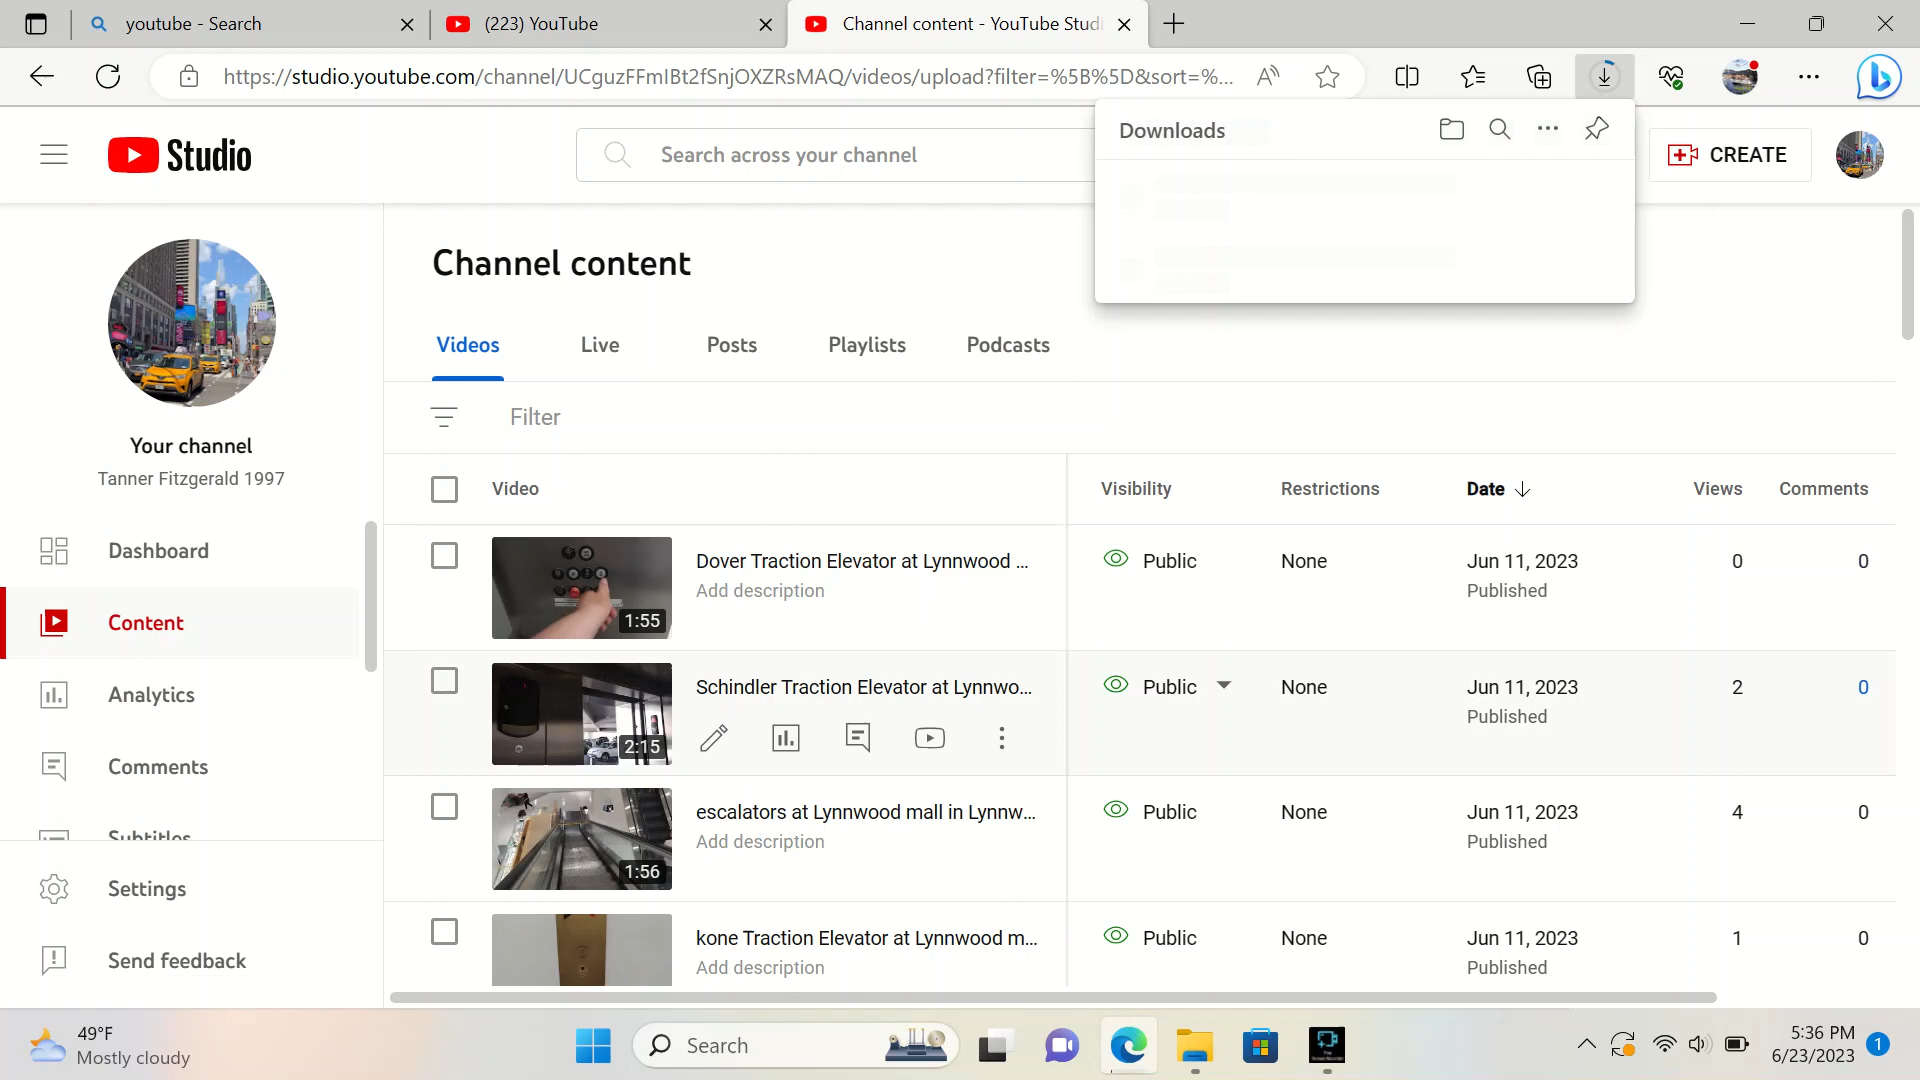 youtube - Search
(223) YouTube
Channel content - YouTube Studi
https://studio.youtube.com/channel/UCguzFFmIBt2fSnjOXZRsMAQ/videos/upload?filter=%5B%5D&sort=%...
Downloads
Studio
Search across your channel
CREATE
Your channel
Tanner Fitzgerald 1997
Dashboard
Content
Analytics
Comments
Subtitles
Settings
Send feedback
Channel content
Videos Live Posts Playlists Podcasts
Filter
Video Visibility Restrictions Date Views Comments
1:55
Dover Traction Elevator at Lynnwood ... Public None Jun 11, 2023 0 0
Add description Published
2:15
Schindler Traction Elevator at Lynnwo... Public None Jun 11, 2023 2 0
Published
1:56
escalators at Lynnwood mall in Lynnw... Public None Jun 11, 2023 4 0
Add description Published
kone Traction Elevator at Lynnwood m... Public None Jun 11, 2023 1 0
Add description Published
49°F
Mostly cloudy
Search
5:36 PM
6/23/2023
1